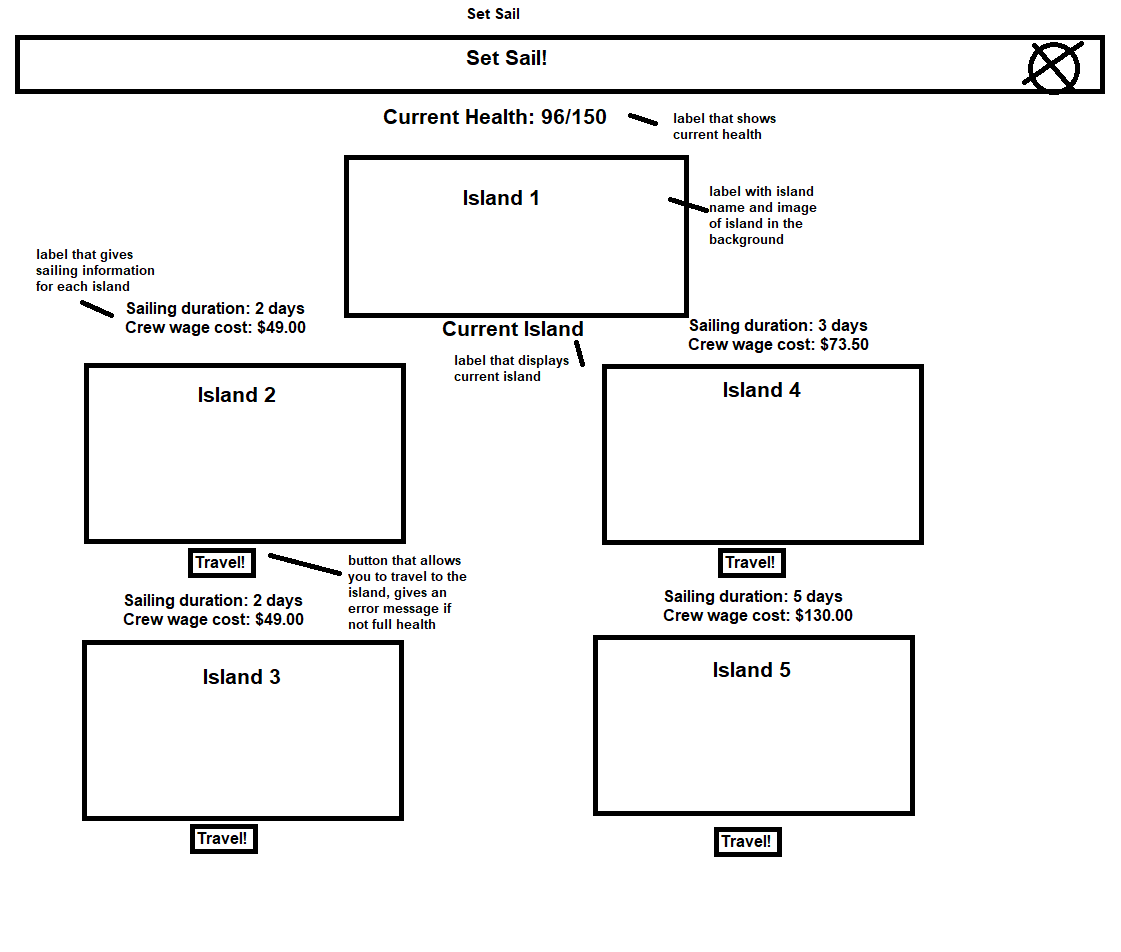 Set Sail
Set Sail!
Current Health: 96/150
label that shows
current health
Island 1
label with island
name and image
of island in the
background
label that gives
sailing information
for each island
Sailing duration: 2 days
Crew wage cost: $49.00
Current Island
label that displays
current island
Sailing duration: 3 days
Crew wage cost: $73.50
Island 2
Island 4
Travel!
button that allows
you to travel to the
island, gives an
error message if
not full health
Travel!
Sailing duration: 2 days
Crew wage cost: $49.00
Sailing duration: 5 days
Crew wage cost: $130.00
Island 3
Island 5
Travel!
Travel!